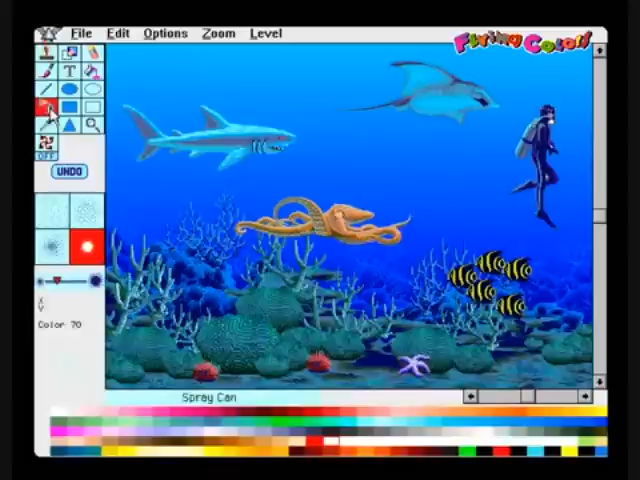 File Edit Options Zoom Level
Flying Colors
T
OFF
UNDO
X
Y
Color 70
Spray Can